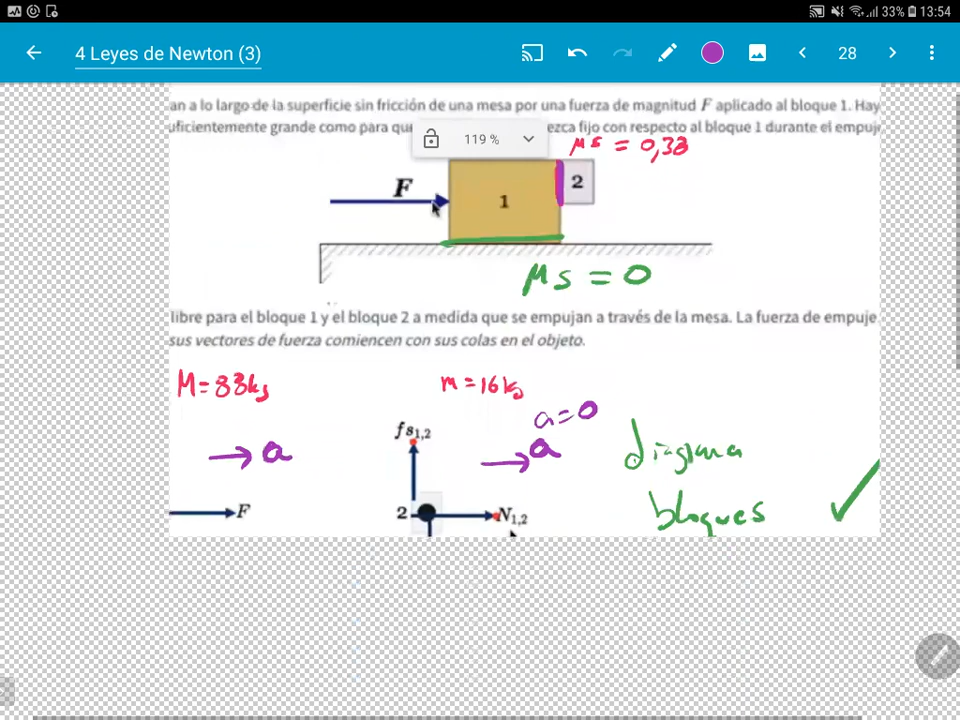 33% 13:54
4 Leyes de Newton (3)
28
an a lo largo de la superficie sin fricción de una mesa por una fuerza de magnitud F aplicado al bloque 1. Hay
uficientemente grande como para que
ezca fijo con respecto al bloque 1 durante el empuj
119 %
μs = 0,38
F
1
2
μs = 0
libre para el bloque 1 y el bloque 2 a medida que se empujan a través de la mesa. La fuerza de empuje
sus vectores de fuerza comiencen con sus colas en el objeto.
M = 88kg
m = 16kg
a = 0
fs1,2
→ a
→ a
diagrama
F
2
N1,2
bloques